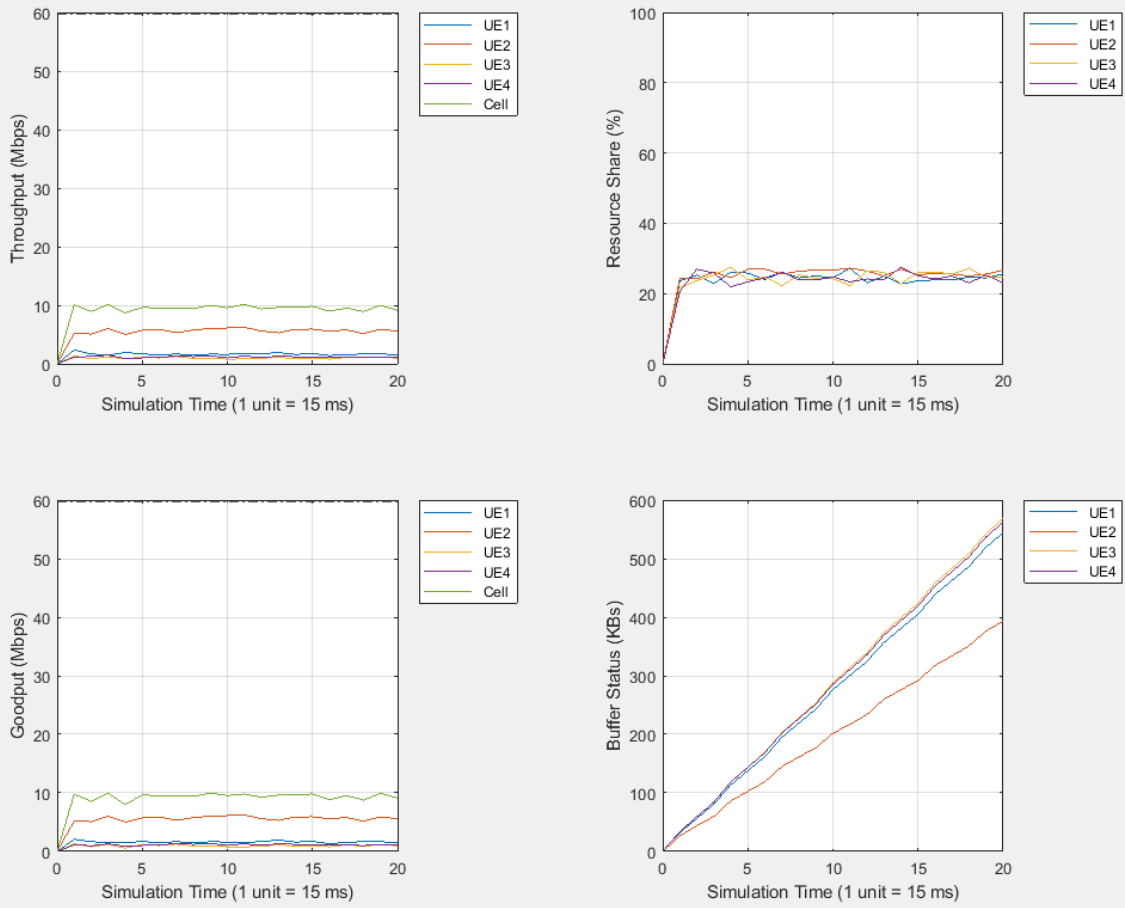 Throughput (Mbps)
60
50
40
30
20
10
0
0 5 10 15 20
Simulation Time (1 unit = 15 ms)
UE1
UE2
UE3
UE4
Cell
Resource Share (%)
100
80
60
40
20
0
0 5 10 15 20
Simulation Time (1 unit = 15 ms)
UE1
UE2
UE3
UE4
Goodput (Mbps)
60
50
40
30
20
10
0
0 5 10 15 20
Simulation Time (1 unit = 15 ms)
UE1
UE2
UE3
UE4
Cell
Buffer Status (KBs)
600
500
400
300
200
100
0
0 5 10 15 20
Simulation Time (1 unit = 15 ms)
UE1
UE2
UE3
UE4